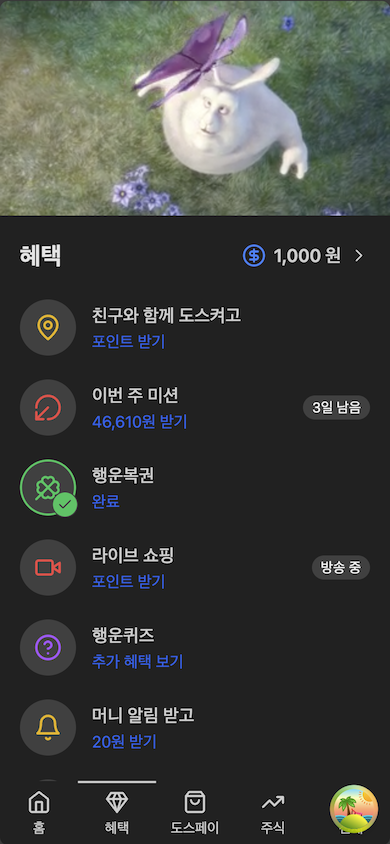 혜택
1,000 원
친구와 함께 도스켜고
포인트 받기
이번 주 미션
46,610원 받기
3일 남음
행운복권
완료
라이브 쇼핑
포인트 받기
방송 중
행운퀴즈
추가 혜택 보기
머니 알림 받고
20원 받기
홈
혜택
도스페이
주식